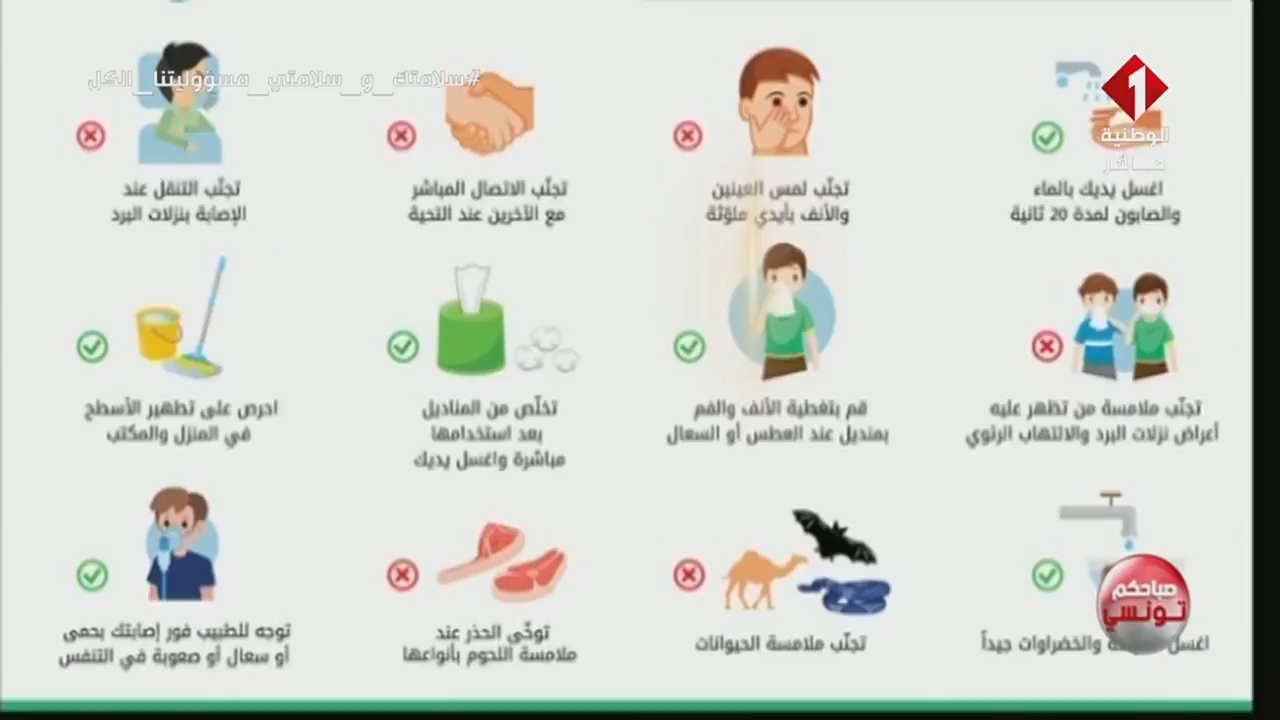 #سلامتك_و_سلامتي_مسؤوليتنا_الكل
1
الوطنية
مباشر
اغسل يديك بالماء
والصابون لمدة 20 ثانية
تجنّب لمس العينين
والأنف بأيدي ملوّثة
تجنّب الاتصال المباشر
مع الآخرين عند التحية
تجنّب التنقل عند
الإصابة بنزلات البرد
تجنّب ملامسة من تظهر عليه
أعراض نزلات البرد والالتهاب الرئوي
قم بتغطية الأنف والفم
بمنديل عند العطس أو السعال
تخلّص من المناديل
بعد استخدامها
مباشرة واغسل يديك
احرص على تطهير الأسطح
في المنزل والمكتب
اغسل والخضراوات جيداً
تجنّب ملامسة الحيوانات
توخّى الحذر عند
ملامسة اللحوم بأنواعها
توجه للطبيب فور إصابتك بحمى
أو سعال أو صعوبة في التنفس
صباحكم
تونسي